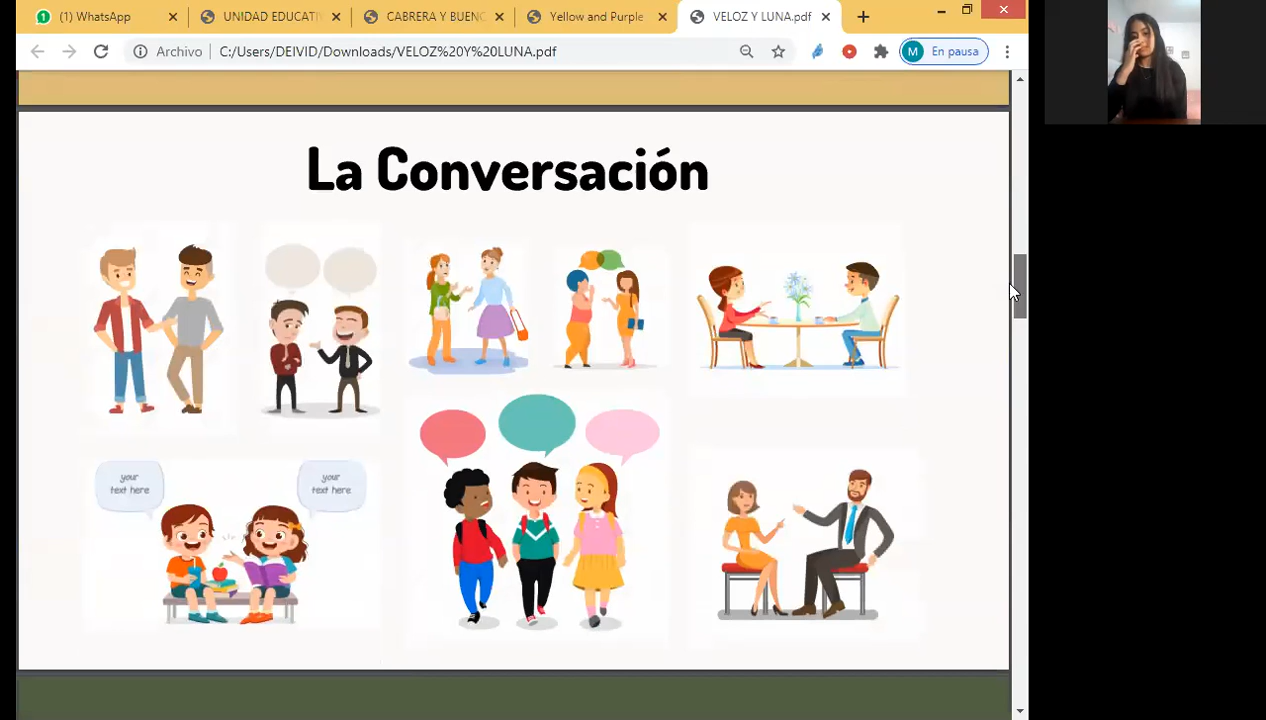 (1) WhatsApp
UNIDAD EDUCATI
CABRERA Y BUENO
Yellow and Purple
VELOZ Y LUNA.pdf
Archivo
C:/Users/DEIVID/Downloads/VELOZ%20Y%20LUNA.pdf
M
En pausa
La Conversación
your
text here
your
text here